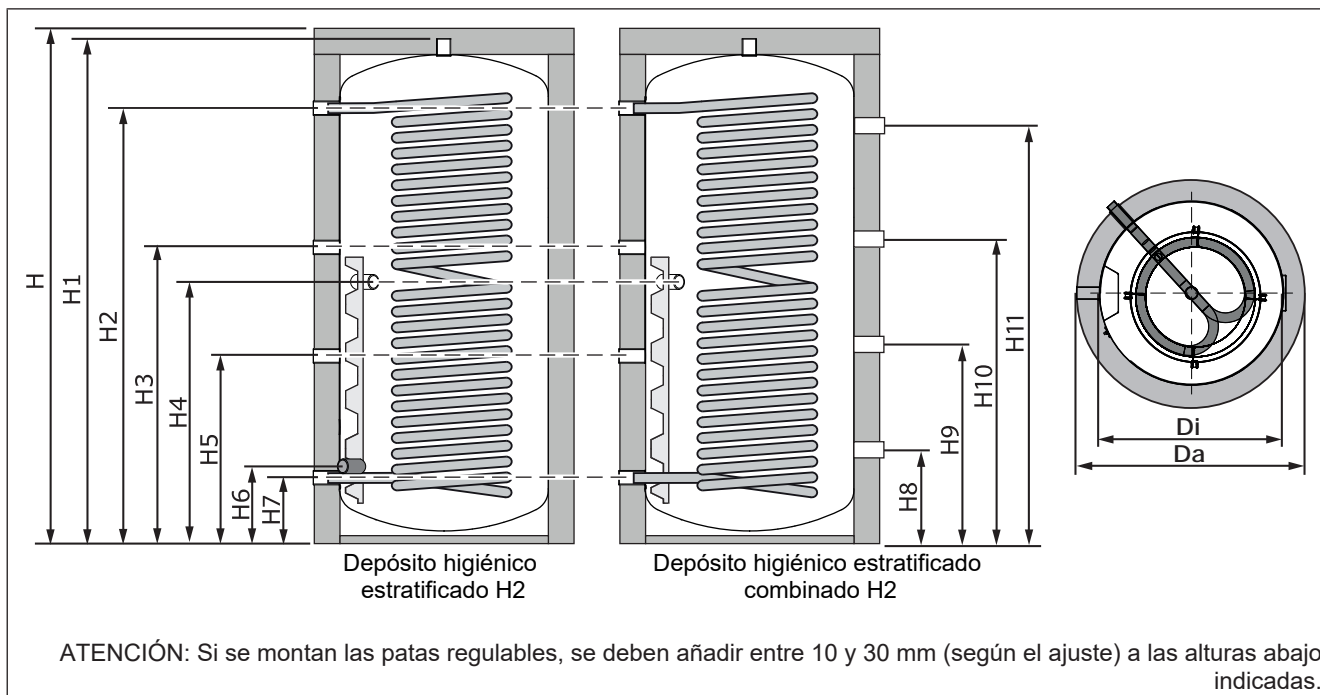 H
H1
H2
H3
H4
H5
H6
H7
H8
H9
H10
H11
Di
Da
Depósito higiénico
estratificado H2
Depósito higiénico estratificado
combinado H2
ATENCIÓN: Si se montan las patas regulables, se deben añadir entre 10 y 30 mm (según el ajuste) a las alturas abajo
indicadas.